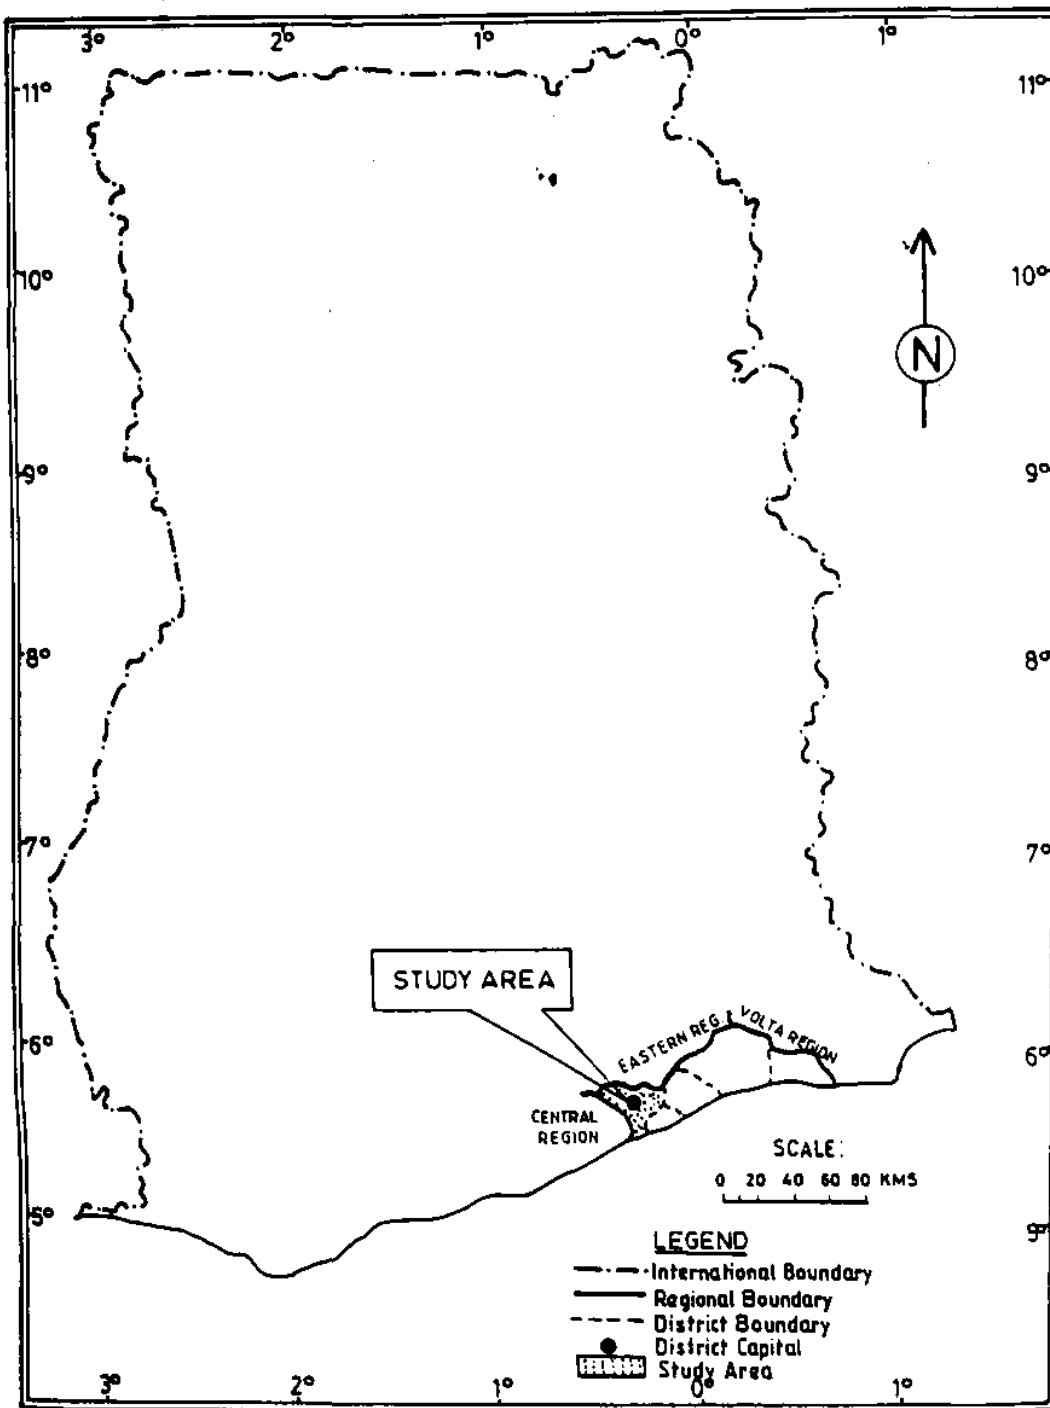 3° 2° 1° 0° 1°
11° 11°
10° 10°
N
9° 9°
8° 8°
7° 7°
STUDY AREA
6° 6°
EASTERN REG. VOLTA REGION
CENTRAL
REGION
SCALE:
0 20 40 60 80 KMS
5°
LEGEND
International Boundary
Regional Boundary
District Boundary
District Capital
Study Area
3° 2° 1° 0° 1°